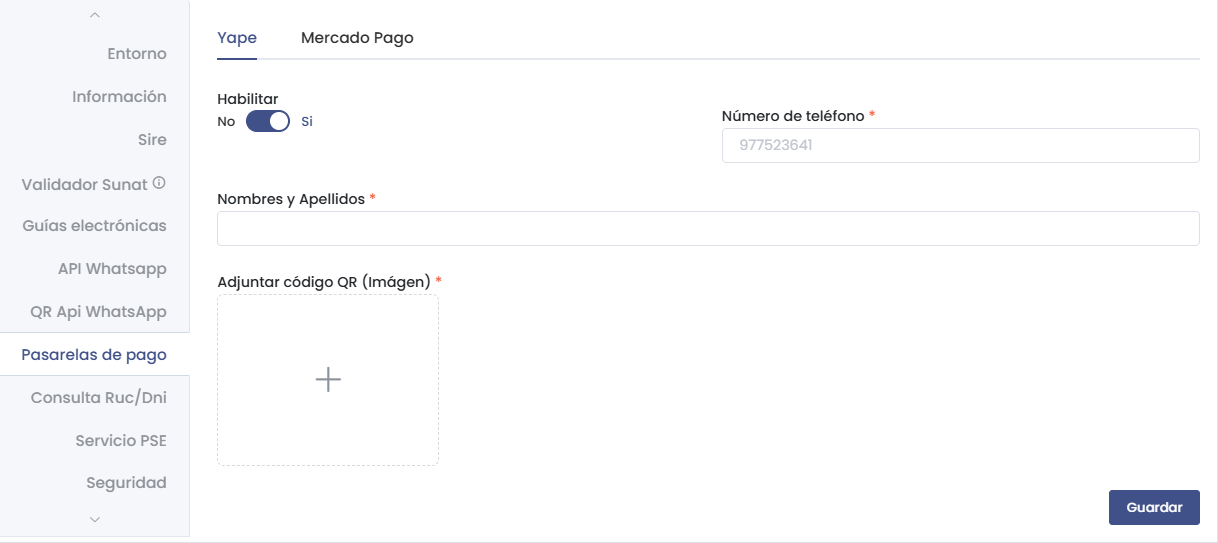 Entorno
Información
Sire
Validador Sunat
Guías electrónicas
API Whatsapp
QR Api WhatsApp
Pasarelas de pago
Consulta Ruc/Dni
Servicio PSE
Seguridad
Yape
Mercado Pago
Habilitar
No
Si
Número de teléfono *
977523641
Nombres y Apellidos *
Adjuntar código QR (Imágen) *
Guardar